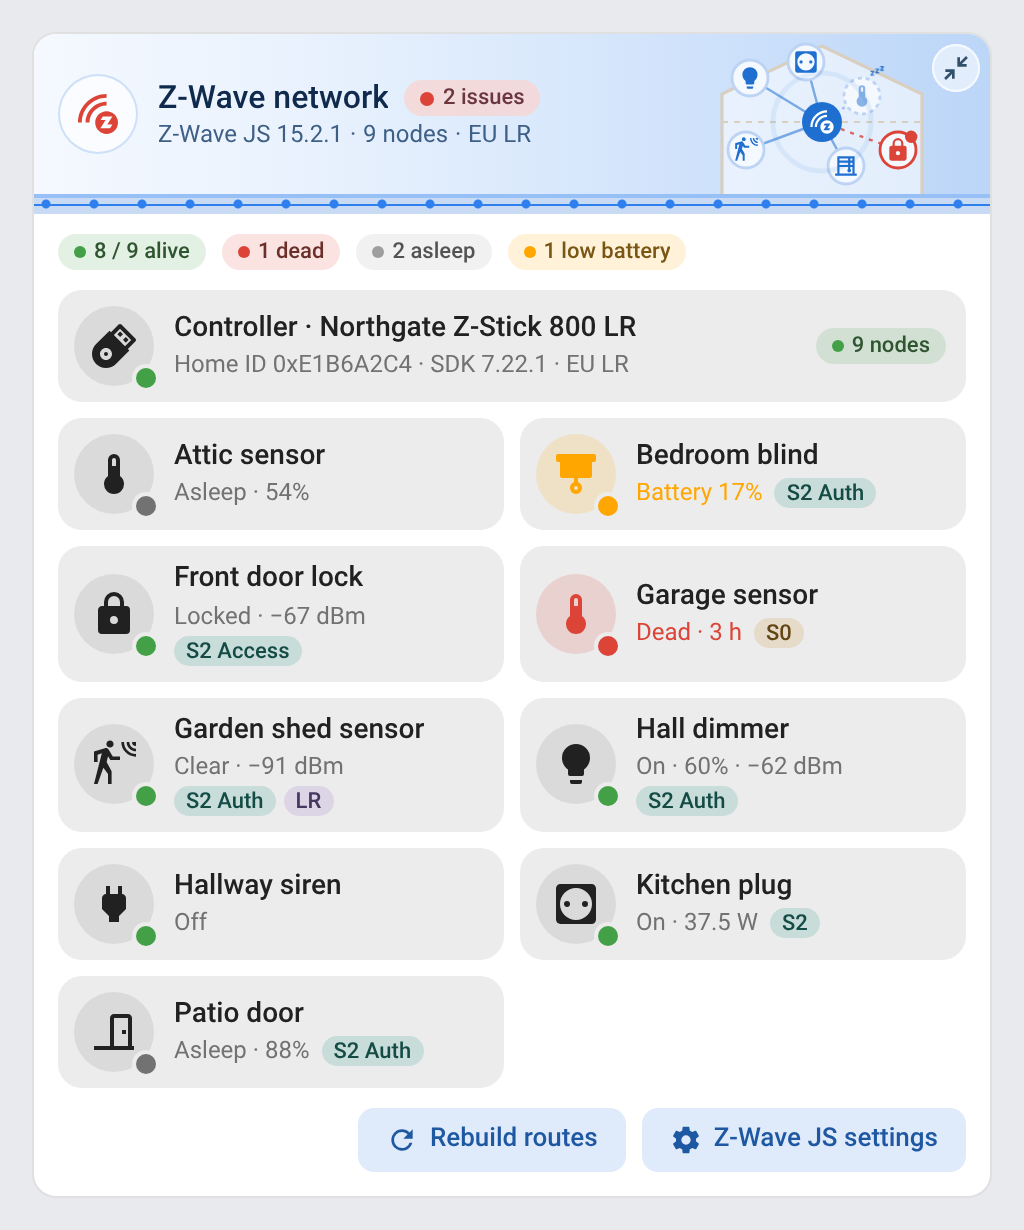 Z-Wave network
2 issues
Z-Wave JS 15.2.1 · 9 nodes · EU LR
zzz
8 / 9 alive
1 dead
2 asleep
1 low battery
Controller · Northgate Z-Stick 800 LR
Home ID 0xE1B6A2C4 · SDK 7.22.1 · EU LR
9 nodes
Attic sensor
Asleep · 54%
Bedroom blind
Battery 17%
S2 Auth
Front door lock
Locked · −67 dBm
S2 Access
Garage sensor
Dead · 3 h
S0
Garden shed sensor
Clear · −91 dBm
S2 Auth
LR
Hall dimmer
On · 60% · −62 dBm
S2 Auth
Hallway siren
Off
Kitchen plug
On · 37.5 W
S2
Patio door
Asleep · 88%
S2 Auth
Rebuild routes
Z-Wave JS settings